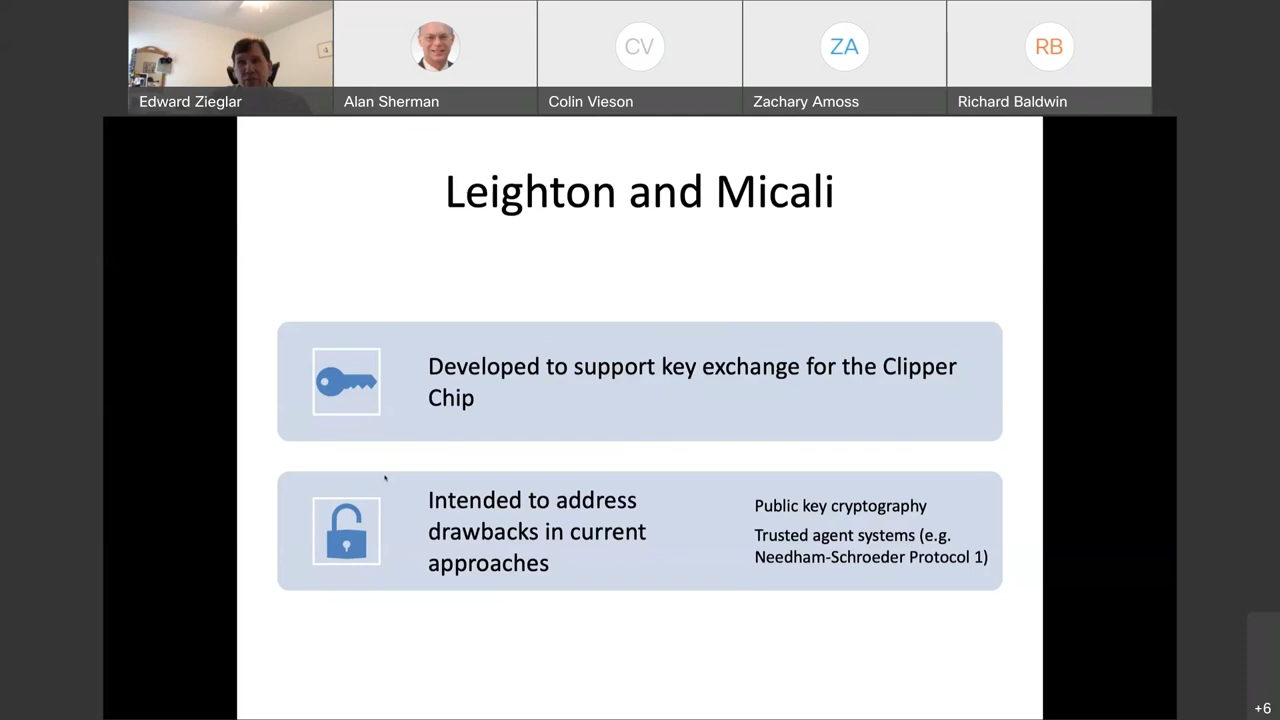 CV
ZA
RB
Edward Zieglar
Alan Sherman
Colin Vieson
Zachary Amoss
Richard Baldwin
Leighton and Micali
Developed to support key exchange for the Clipper
Chip
Intended to address
drawbacks in current
approaches
Public key cryptography
Trusted agent systems (e.g.
Needham-Schroeder Protocol 1)
+6